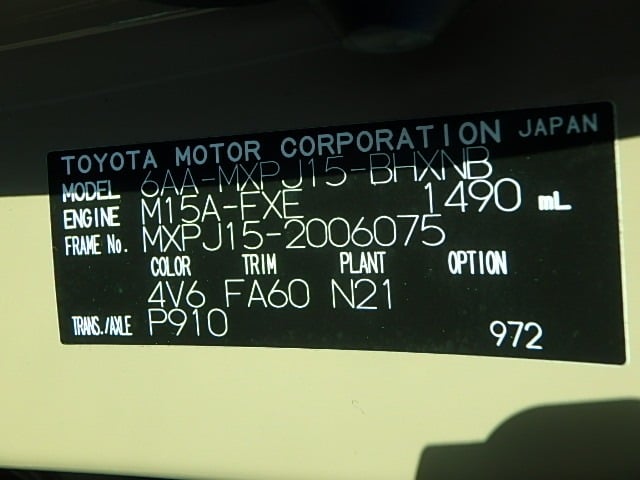 TOYOTA MOTOR CORPORATION JAPAN
MODEL 6AA-MXPJ15-BHXNB
ENGINE M15A-FXE 1490 mL
FRAME No. MXPJ15-2006075
COLOR TRIM PLANT OPTION
4V6 FA60 N21
TRANS./AXLE P910 972